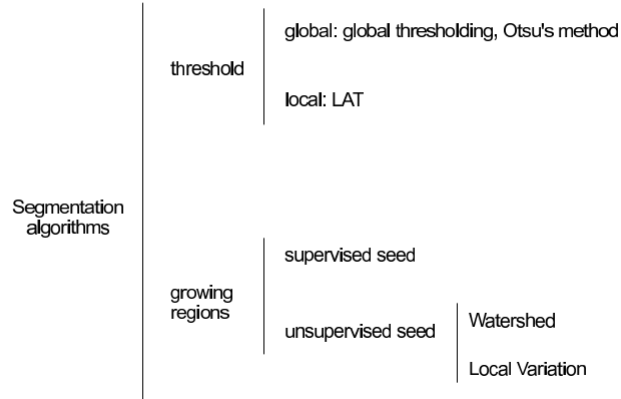 global: global thresholding, Otsu's method
threshold
local: LAT
Segmentation
algorithms
supervised seed
growing
regions
unsupervised seed
Watershed
Local Variation